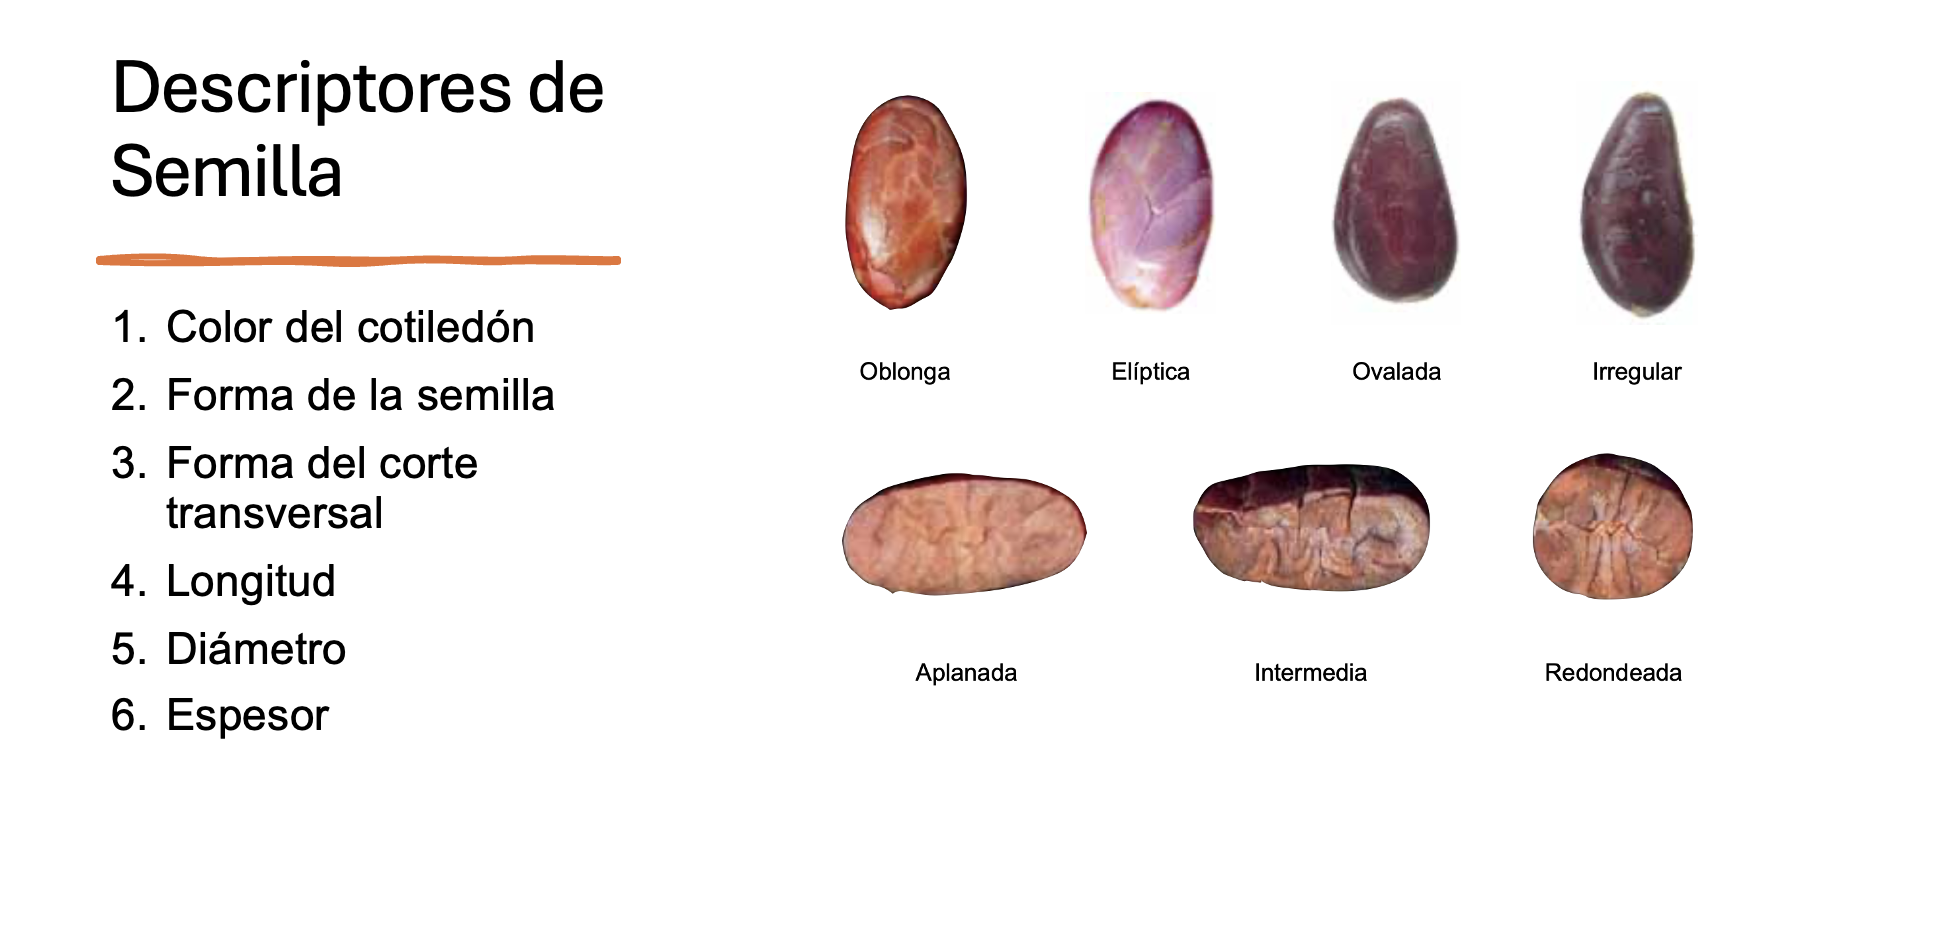 Descriptores de
Semilla
1. Color del cotiledón
2. Forma de la semilla
3. Forma del corte
transversal
4. Longitud
5. Diámetro
6. Espesor
Oblonga
Elíptica
Ovalada
Irregular
Aplanada
Intermedia
Redondeada